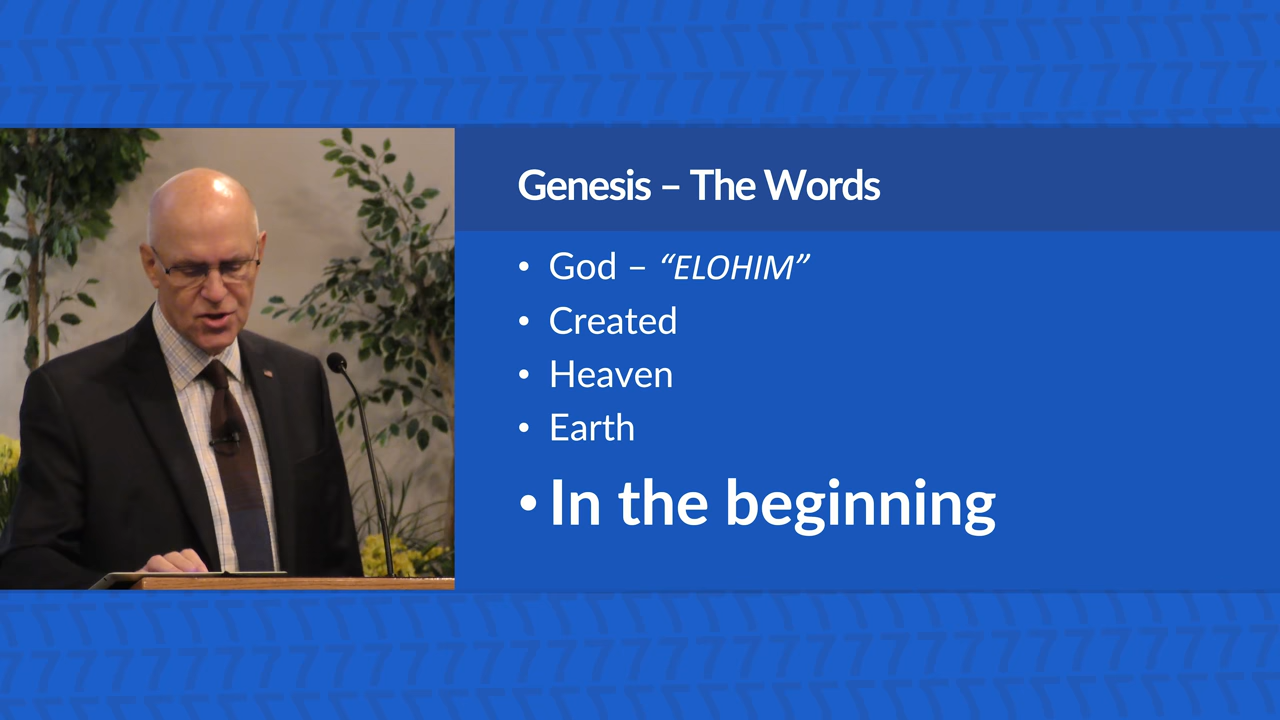 Genesis – The Words
• God – “ELOHIM”
• Created
• Heaven
• Earth
• In the beginning